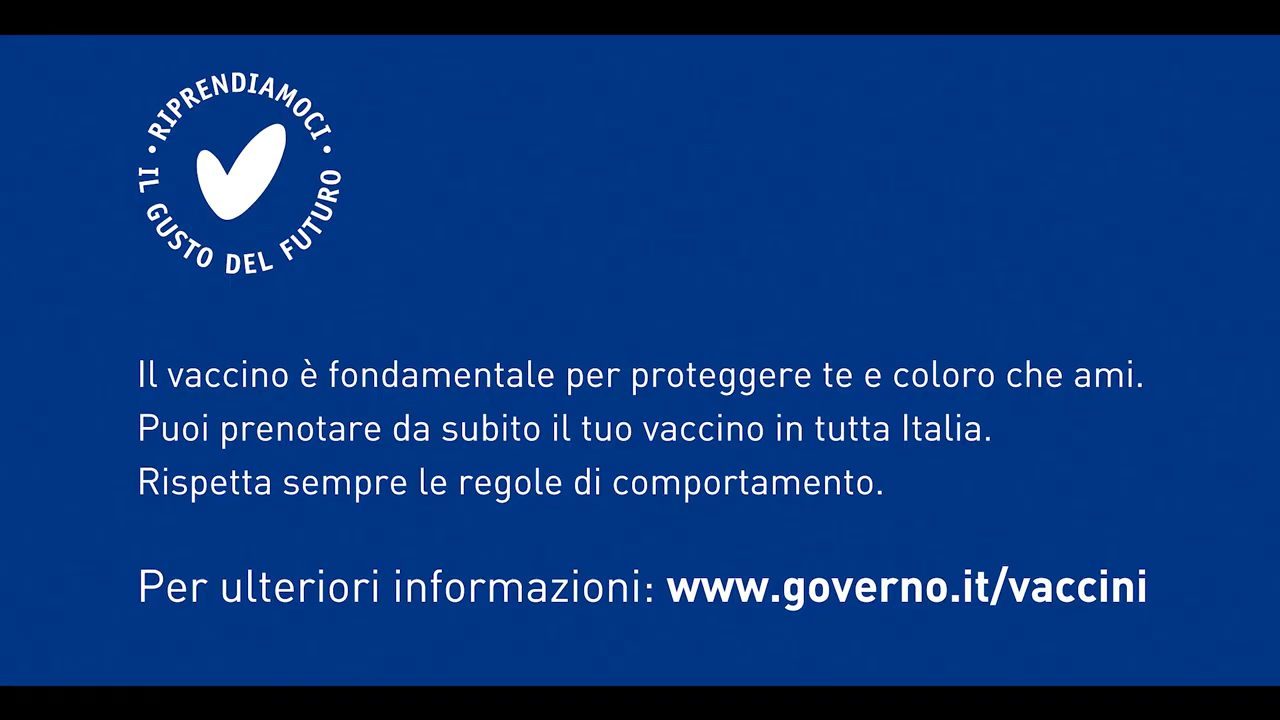 • RIPRENDIAMOCI •
IL GUSTO DEL FUTURO
Il vaccino è fondamentale per proteggere te e coloro che ami.
Puoi prenotare da subito il tuo vaccino in tutta Italia.
Rispetta sempre le regole di comportamento.
Per ulteriori informazioni: www.governo.it/vaccini